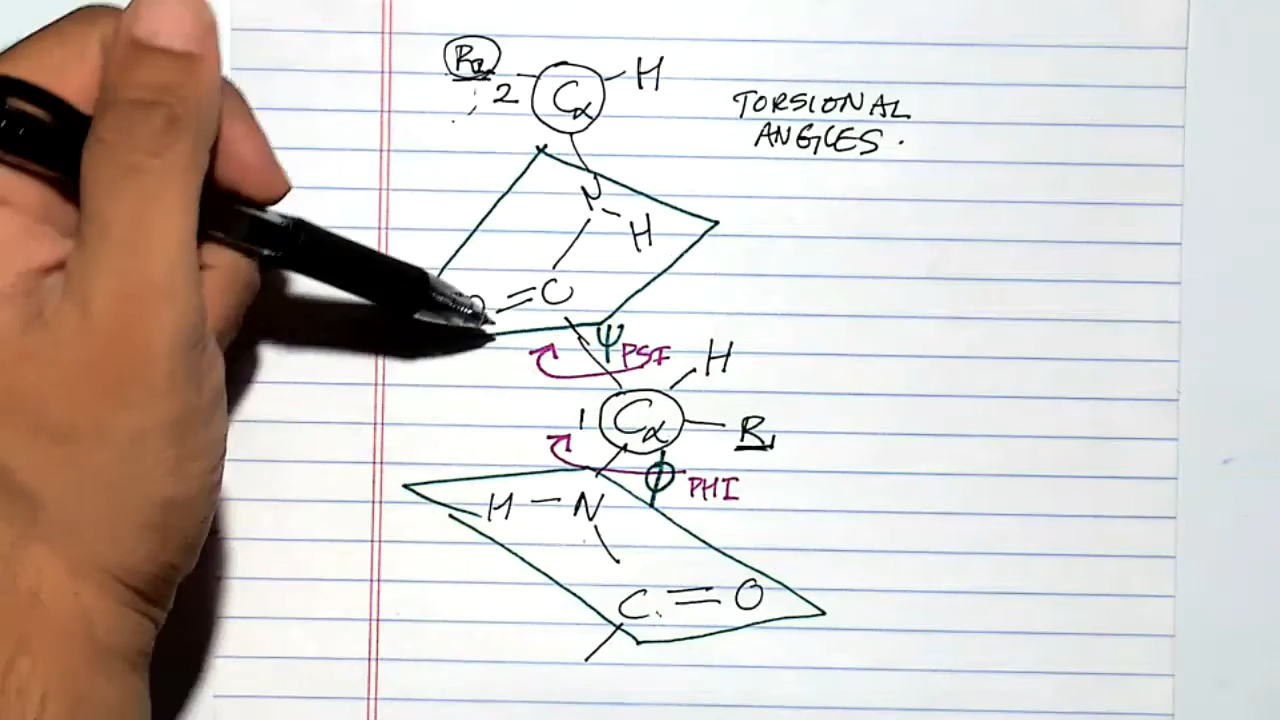 R2 Cα H
2
TORSIONAL
ANGLES.
N
H
=C
Ψ PSI
H
1 Cα R1
ϕ PHI
H-N
C=O